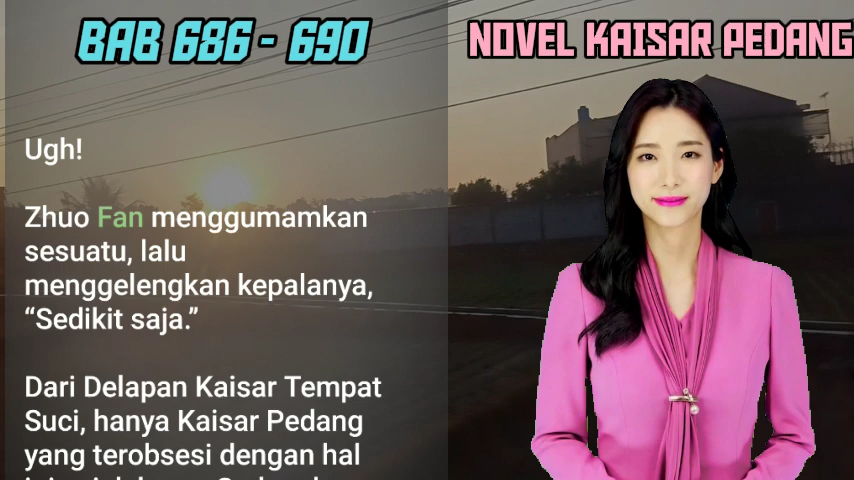 BAB 686 - 690
NOVEL KAISAR PEDANG
Ugh!
Zhuo Fan menggumamkan
sesuatu, lalu
menggelengkan kepalanya,
“Sedikit saja.”
Dari Delapan Kaisar Tempat
Suci, hanya Kaisar Pedang
yang terobsesi dengan hal